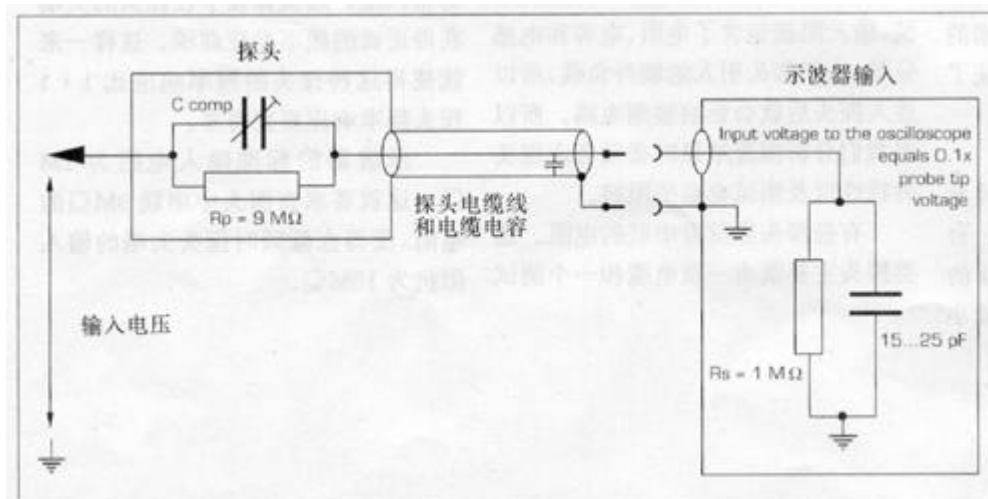 探头
示波器输入
C comp
Input voltage to the oscilloscope
equals 0.1x
probe tip
voltage
Rp = 9 MΩ
探头电缆线
和电缆电容
输入电压
15...25 pF
Rs = 1 MΩ